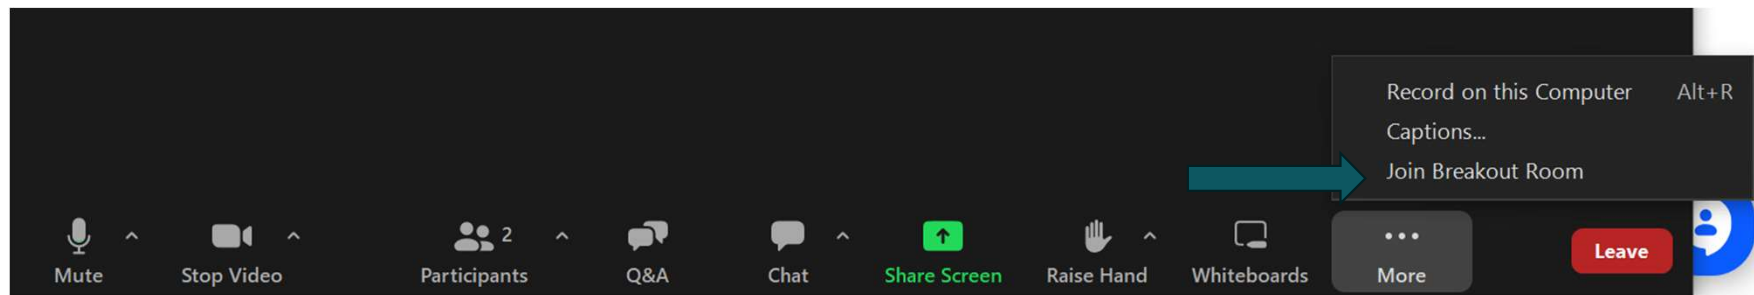 Record on this Computer Alt+R
Captions...
Join Breakout Room
Mute Stop Video Participants 2 Q&A Chat Share Screen Raise Hand Whiteboards More Leave